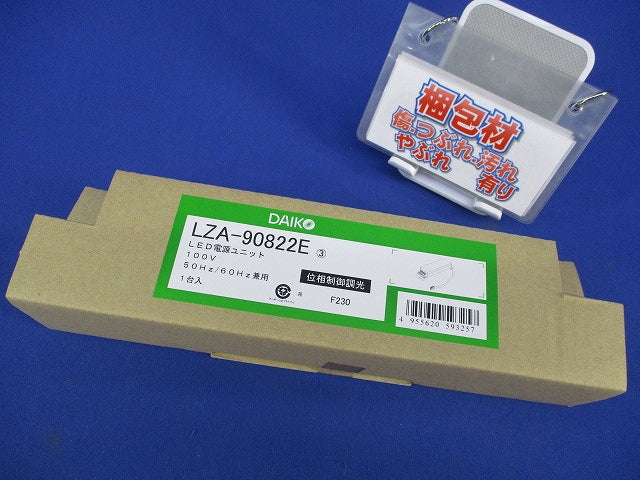 梱包材
傷・つぶれ・汚れ
やぶれ 有り
DAIKO
LZA-90822E ③
LED電源ユニット
100V
50Hz/60Hz兼用
1台入
位相制御調光
F230
4 955620 593257